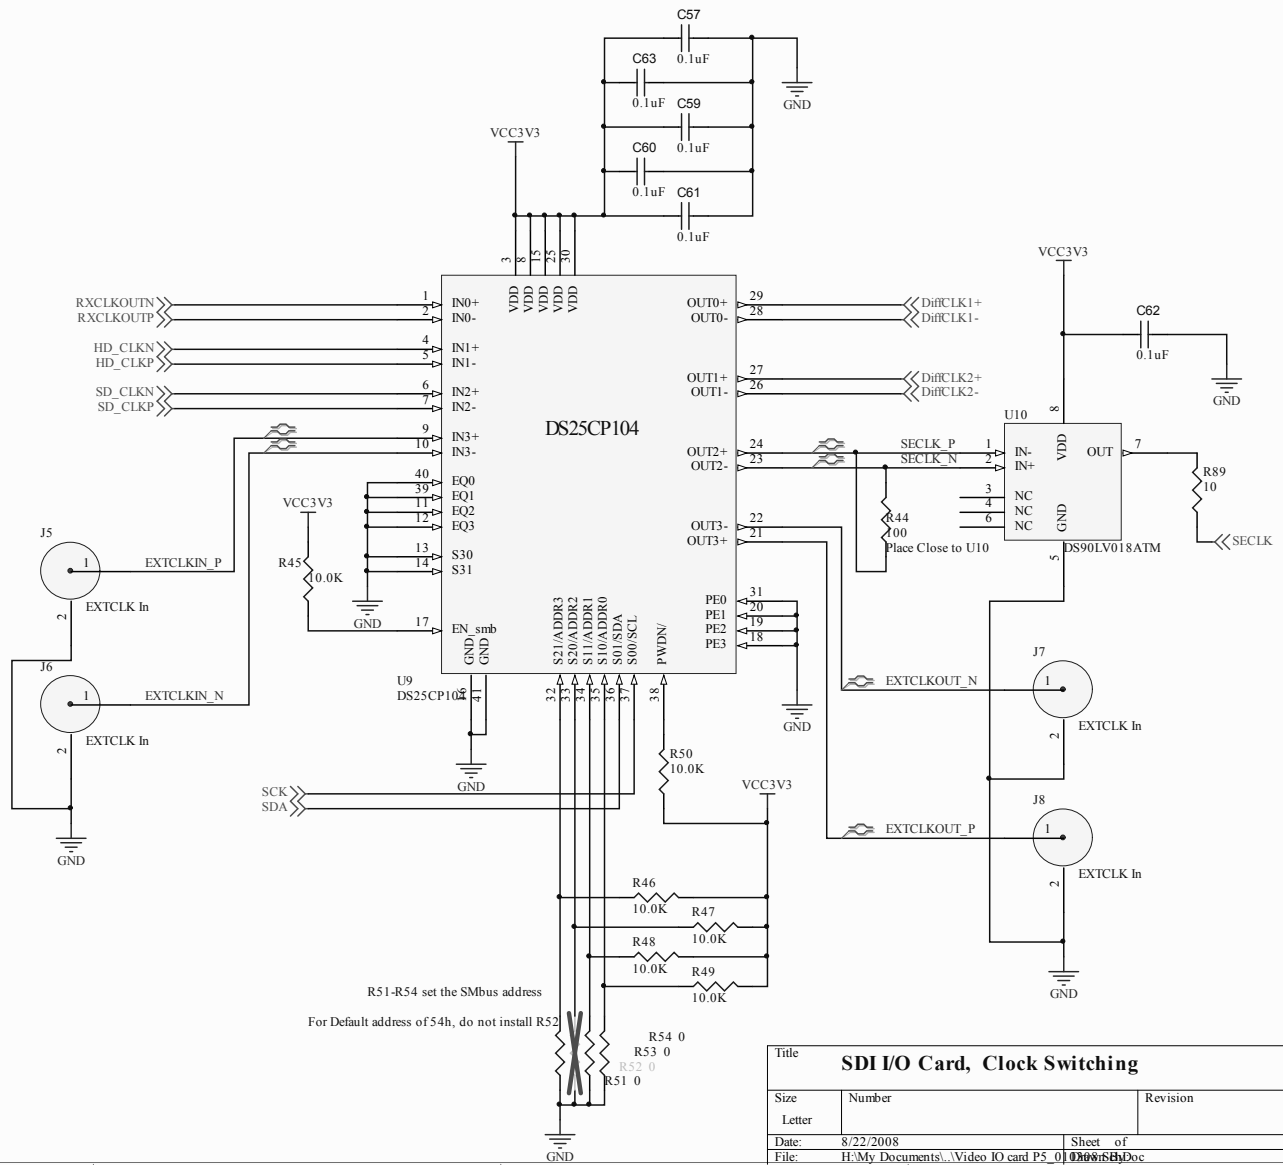 C57
0.1uF
C63
0.1uF
C59
0.1uF
C60
0.1uF
C61
0.1uF
GND
VCC3V3
3
8
15
25
30
VDD
VDD
VDD
VDD
VDD
RXCLKOUTN
RXCLKOUTP
HD_CLKN
HD_CLKP
SD_CLKN
SD_CLKP
1
2
4
5
6
7
9
10
40
39
11
12
13
14
17
IN0+
IN0-
IN1+
IN1-
IN2+
IN2-
IN3+
IN3-
EQ0
EQ1
EQ2
EQ3
S30
S31
EN_smb
DS25CP104
OUT0+
OUT0-
OUT1+
OUT1-
OUT2+
OUT2-
OUT3-
OUT3+
PE0
PE1
PE2
PE3
29
28
27
26
24
23
22
21
31
20
19
18
DiffCLK1+
DiffCLK1-
DiffCLK2+
DiffCLK2-
SECLK_P
SECLK_N
VCC3V3
C62
0.1uF
GND
U10
8
VDD
1
2
3
4
6
IN-
IN+
NC
NC
NC
OUT
7
GND
5
DS90LV018ATM
R89
10
SECLK
R44
100
Place Close to U10
VCC3V3
R45
10.0K
GND
J5
1
2
EXTCLK In
EXTCLKIN_P
J6
1
2
EXTCLK In
EXTCLKIN_N
GND
GND_
GND
S21/ADDR3
S20/ADDR2
S11/ADDR1
S10/ADDR0
S01/SDA
S00/SCL
PWDN/
U9
DS25CP104
16
41
32
33
34
35
36
37
38
GND
GND
SCK
SDA
R50
10.0K
VCC3V3
EXTCLKOUT_N
J7
1
2
EXTCLK In
EXTCLKOUT_P
J8
1
2
EXTCLK In
GND
R46
10.0K
R47
10.0K
R48
10.0K
R49
10.0K
R51-R54 set the SMbus address
For Default address of 54h, do not install R52
R54 0
R53 0
R52 0
R51 0
GND
Title
SDI I/O Card, Clock Switching
Size
Number
Revision
Letter
Date:
8/22/2008
Sheet of
File:
H:\My Documents\..\Video IO card P5_010308.SchDoc
Drawn By: